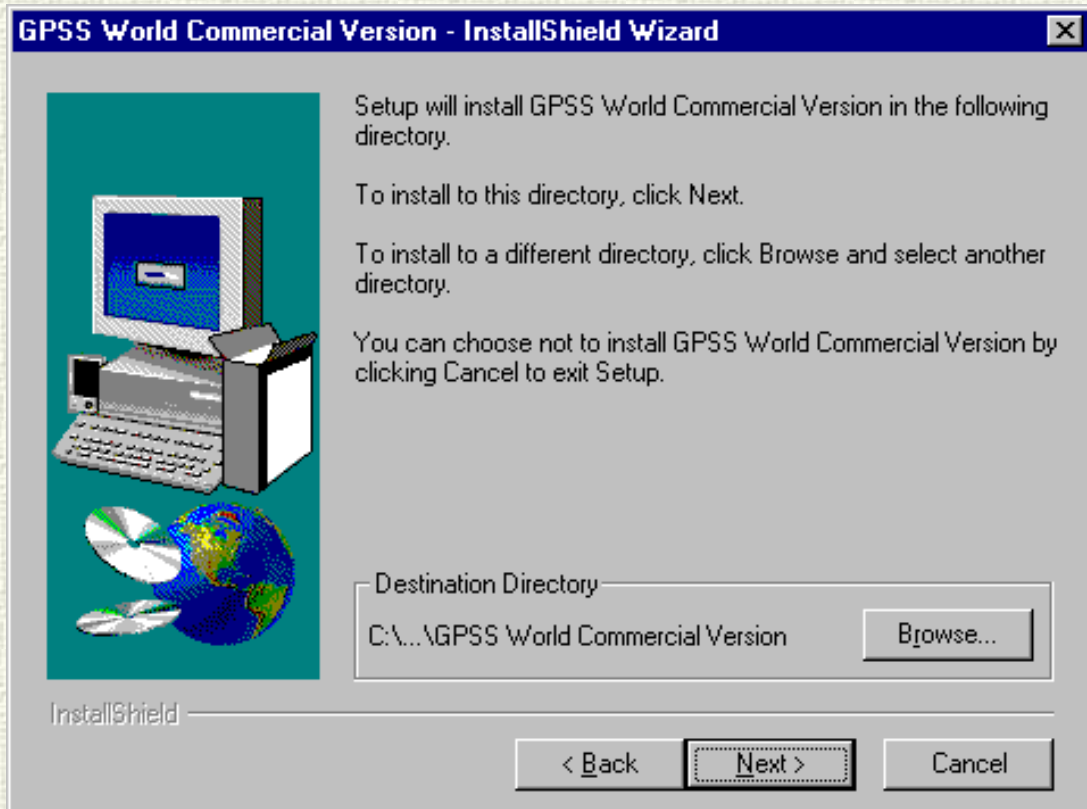 GPSS World Commercial Version - InstallShield Wizard
Setup will install GPSS World Commercial Version in the following
directory.
To install to this directory, click Next.
To install to a different directory, click Browse and select another
directory.
You can choose not to install GPSS World Commercial Version by
clicking Cancel to exit Setup.
Destination Directory
C:\...\GPSS World Commercial Version
Browse...
InstallShield
< Back
Next >
Cancel